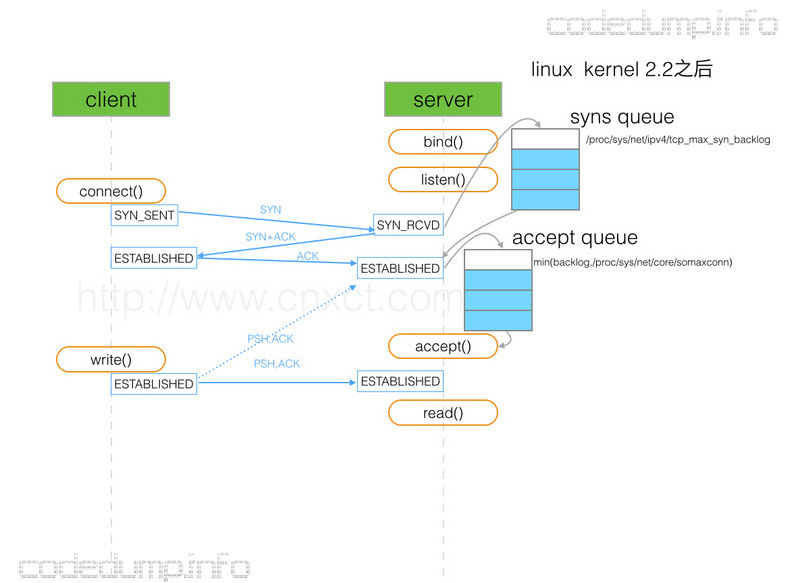 linux kernel 2.2之后
client
server
syns queue
/proc/sys/net/ipv4/tcp_max_syn_backlog
bind()
listen()
connect()
SYN_SENT
SYN
SYN_RCVD
SYN+ACK
accept queue
min(backlog,/proc/sys/net/core/somaxconn)
ESTABLISHED
ACK
ESTABLISHED
http://www.cnxct.com
PSH,ACK
accept()
write()
PSH,ACK
ESTABLISHED
ESTABLISHED
read()